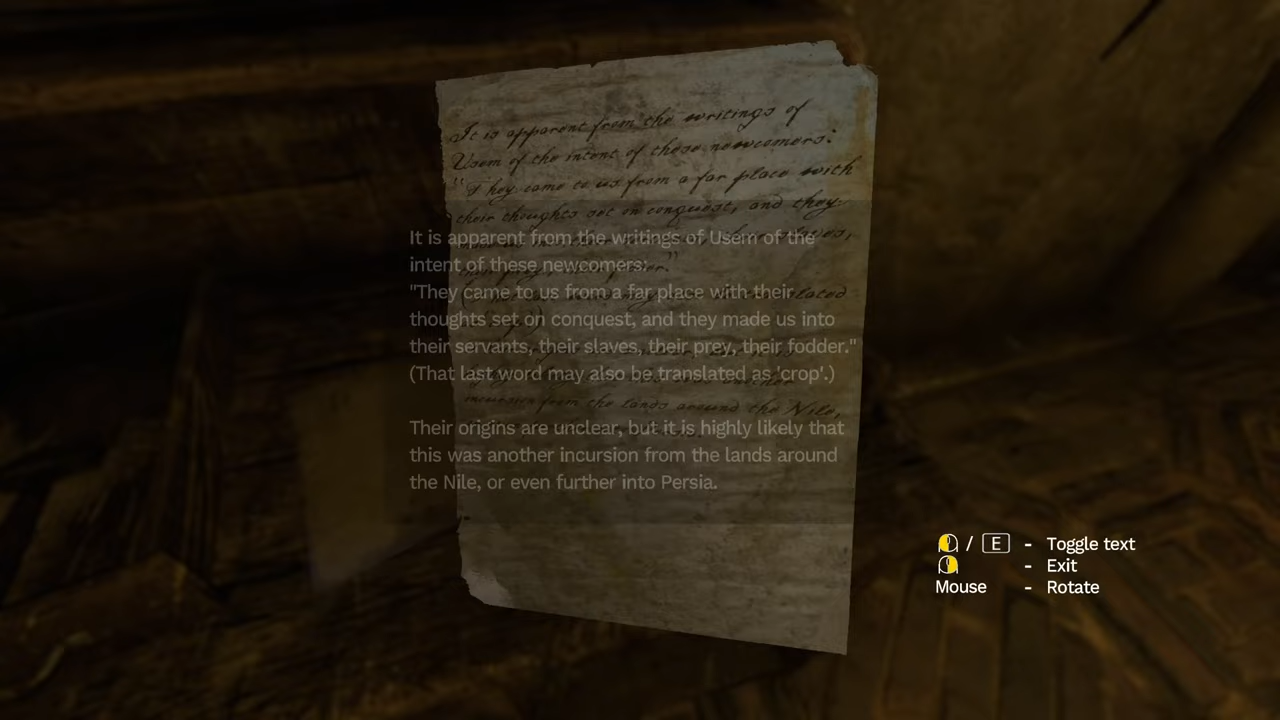 It is apparent from the writings of
Usem of the intent of these newcomers:
"They came to us from a far place with
their thoughts set on conquest, and they
incursion from the lands around the Nile,
It is apparent from the writings of Usem of the
intent of these newcomers:
"They came to us from a far place with their
thoughts set on conquest, and they made us into
their servants, their slaves, their prey, their fodder."
(That last word may also be translated as 'crop'.)
Their origins are unclear, but it is highly likely that
this was another incursion from the lands around
the Nile, or even further into Persia.
/ E - Toggle text
- Exit
Mouse - Rotate